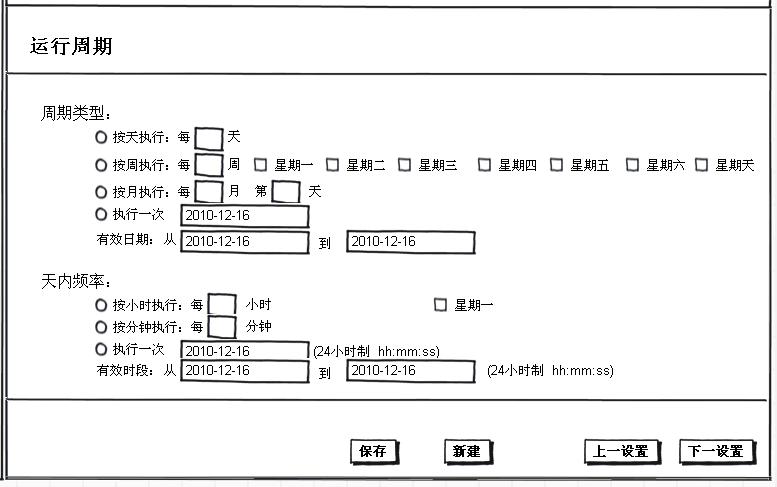 运行周期
周期类型：
按天执行：每 天
按周执行：每 周 星期一 星期二 星期三 星期四 星期五 星期六 星期天
按月执行：每 月 第 天
执行一次 2010-12-16
有效日期：从 2010-12-16 到 2010-12-16
天内频率：
按小时执行：每 小时 星期一
按分钟执行：每 分钟
执行一次 2010-12-16 (24小时制 hh:mm:ss)
有效时段：从 2010-12-16 到 2010-12-16 (24小时制 hh:mm:ss)
保存 新建 上一设置 下一设置